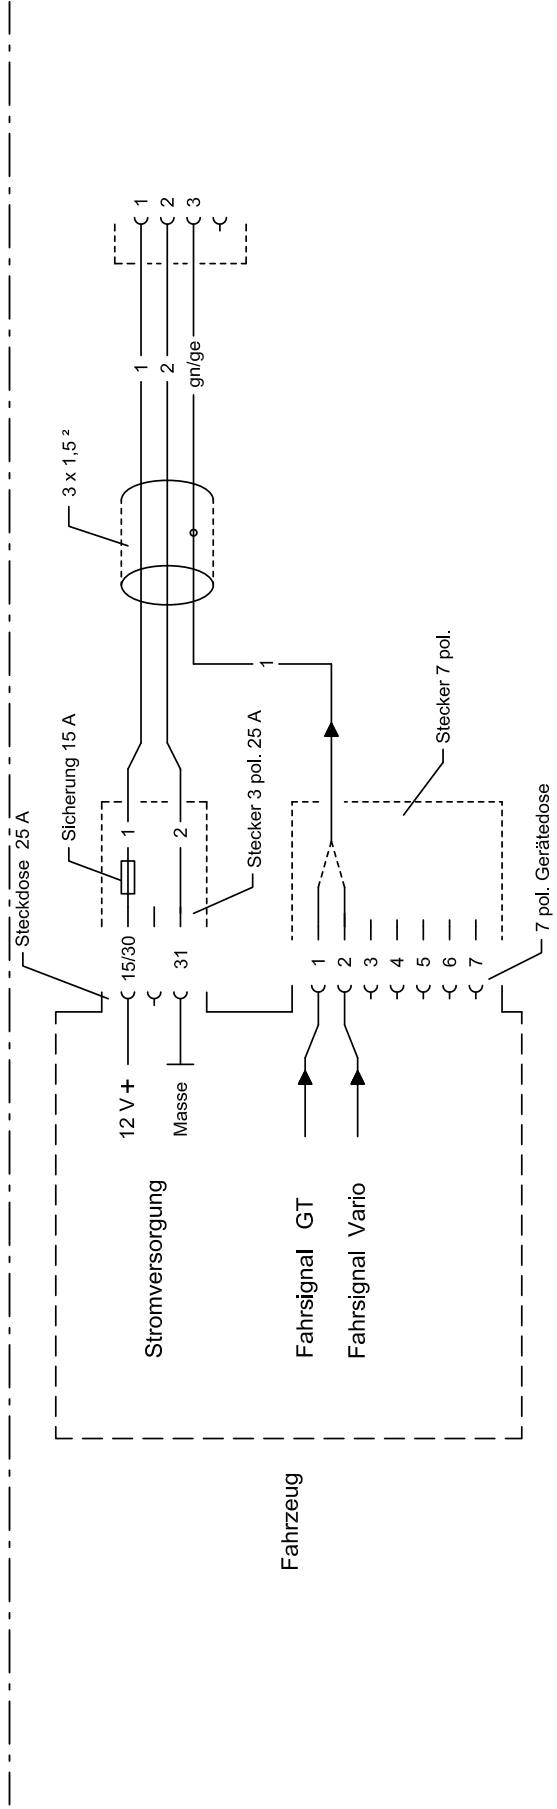 Fahrzeug
Stromversorgung
Fahrsignal GT
Fahrsignal Vario
12 V +
Masse
Steckdose 25 A
15/30
31
1
2
Sicherung 15 A
Stecker 3 pol. 25 A
1
2
3
4
5
6
7
7 pol. Gerätedose
Stecker 7 pol.
1
3 x 1,5 ²
1
2
gn/ge
1
2
3